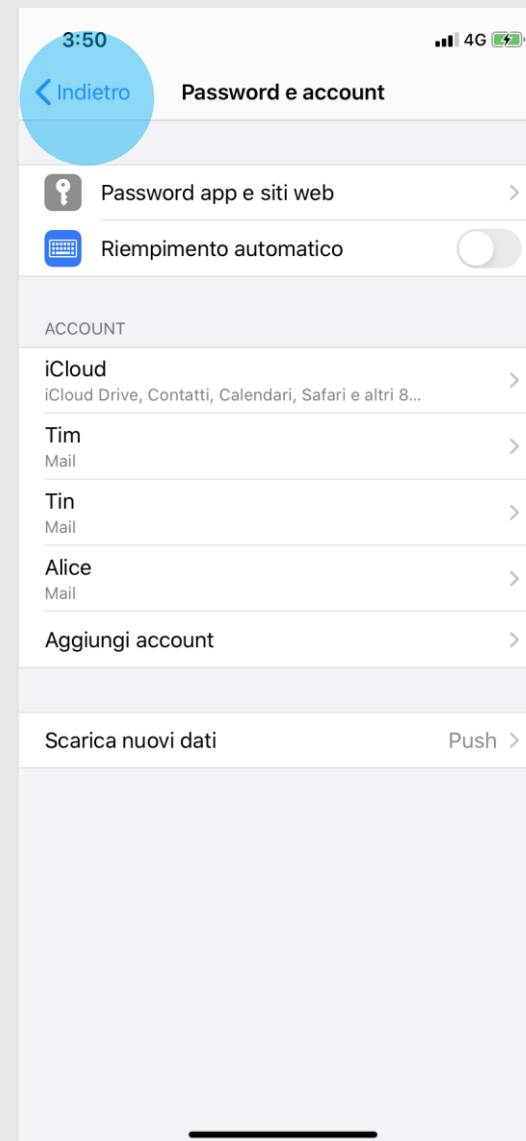 3:50 4G
Indietro Password e account
Password app e siti web
Riempimento automatico
ACCOUNT
iCloud
iCloud Drive, Contatti, Calendari, Safari e altri 8...
Tim
Mail
Tin
Mail
Alice
Mail
Aggiungi account
Scarica nuovi dati Push